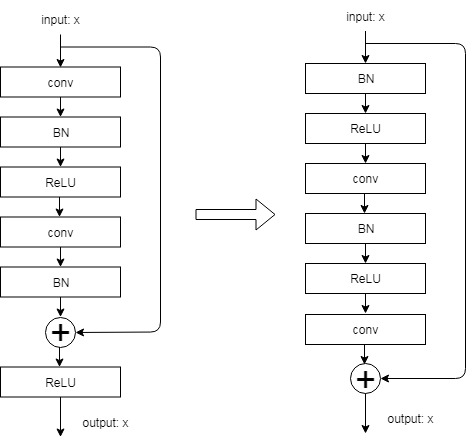 input: x
conv
BN
ReLU
conv
BN
+
ReLU
output: x
input: x
BN
ReLU
conv
BN
ReLU
conv
+
output: x